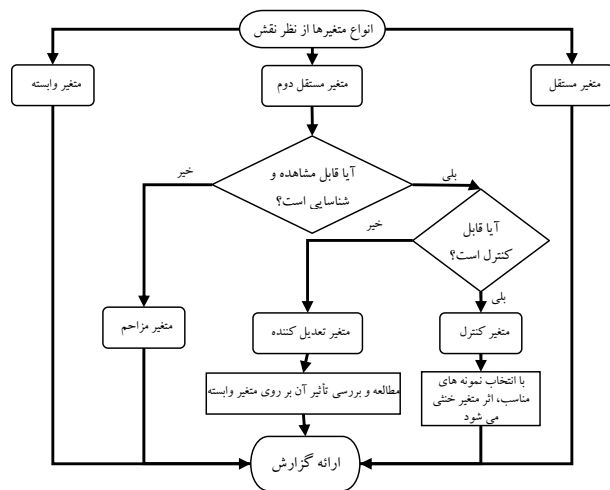 انواع متغیرها از نظر نقش
متغیر مستقل
متغیر مستقل دوم
متغیر وابسته
آیا قابل مشاهده و
شناسایی است؟
بلی
خیر
آیا قابل
کنترل است؟
خیر
بلی
متغیر کنترل
متغیر تعدیل کننده
متغیر مزاحم
با انتخاب نمونه های
مناسب، اثر متغیر خنثی
می شود
مطالعه و بررسی تأثیر آن بر روی متغیر وابسته
ارائه گزارش